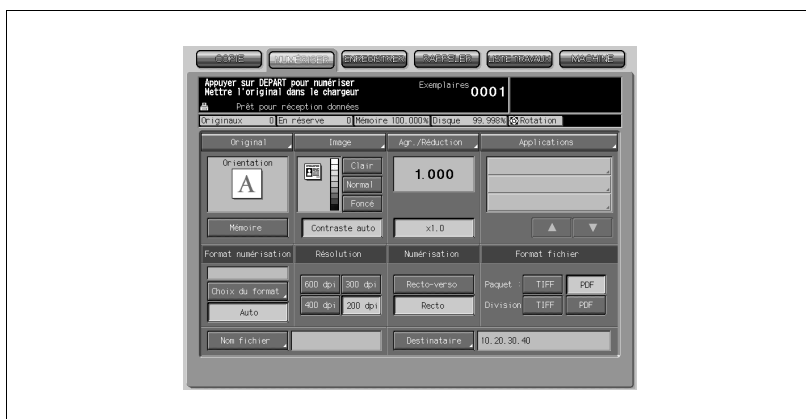 COPIE NUMÉRISER ENREGISTRER RAPPELER LISTE TRAVAUX MACHINE
Appuyer sur DEPART pour numériser
Mettre l'original dans le chargeur
Exemplaires 0001
Prêt pour réception données
Originaux 0 En réserve 0 Mémoire 100.000% Disque 99.998% Rotation
Original Image Agr./Réduction Applications
Orientation
A
Clair
Normal
Foncé
1.000
Mémoire Contraste auto x1.0
Format numérisation Résolution Numérisation Format fichier
Choix du format
Auto
600 dpi 300 dpi
400 dpi 200 dpi
Recto-verso
Recto
Paquet TIFF PDF
Division TIFF PDF
Nom fichier Destinataire 10.20.30.40